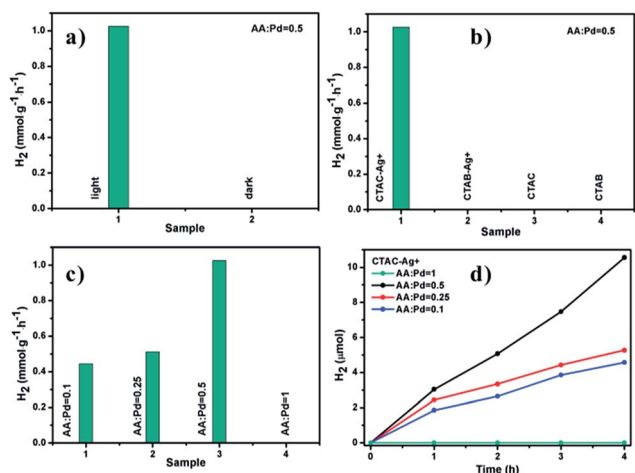 a)
AA:Pd=0.5
H2 (mmol·g-1·h-1)
1.0
0.8
0.6
0.4
0.2
0.0
light
dark
1
2
Sample
b)
AA:Pd=0.5
H2 (mmol·g-1·h-1)
1.0
0.8
0.6
0.4
0.2
0.0
CTAC-Ag+
CTAB-Ag+
CTAC
CTAB
1
2
3
4
Sample
c)
H2 (mmol·g-1·h-1)
1.0
0.8
0.6
0.4
0.2
0.0
AA:Pd=0.1
AA:Pd=0.25
AA:Pd=0.5
AA:Pd=1
1
2
3
4
Sample
d)
CTAC-Ag+
AA:Pd=1
AA:Pd=0.5
AA:Pd=0.25
AA:Pd=0.1
H2 (μmol)
10
8
6
4
2
0
0
1
2
3
4
Time (h)